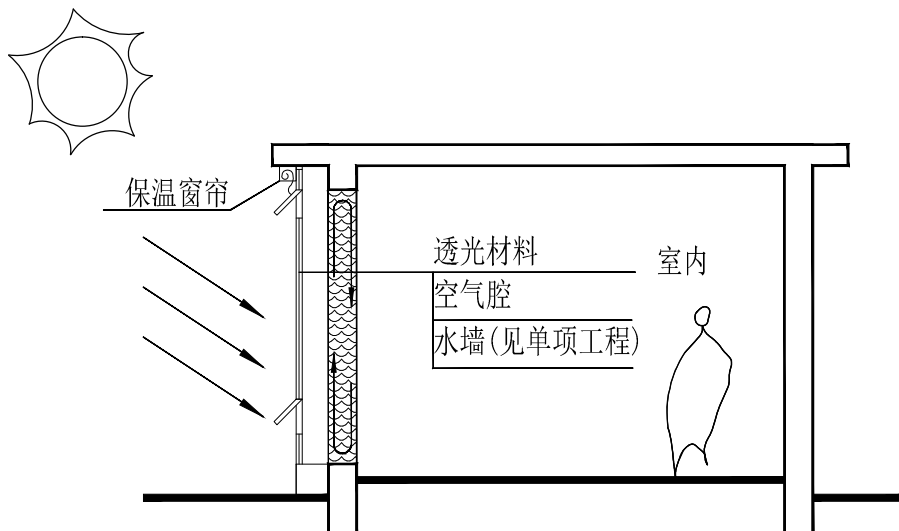 保温窗帘
透光材料
室内
空气腔
水墙(见单项工程)